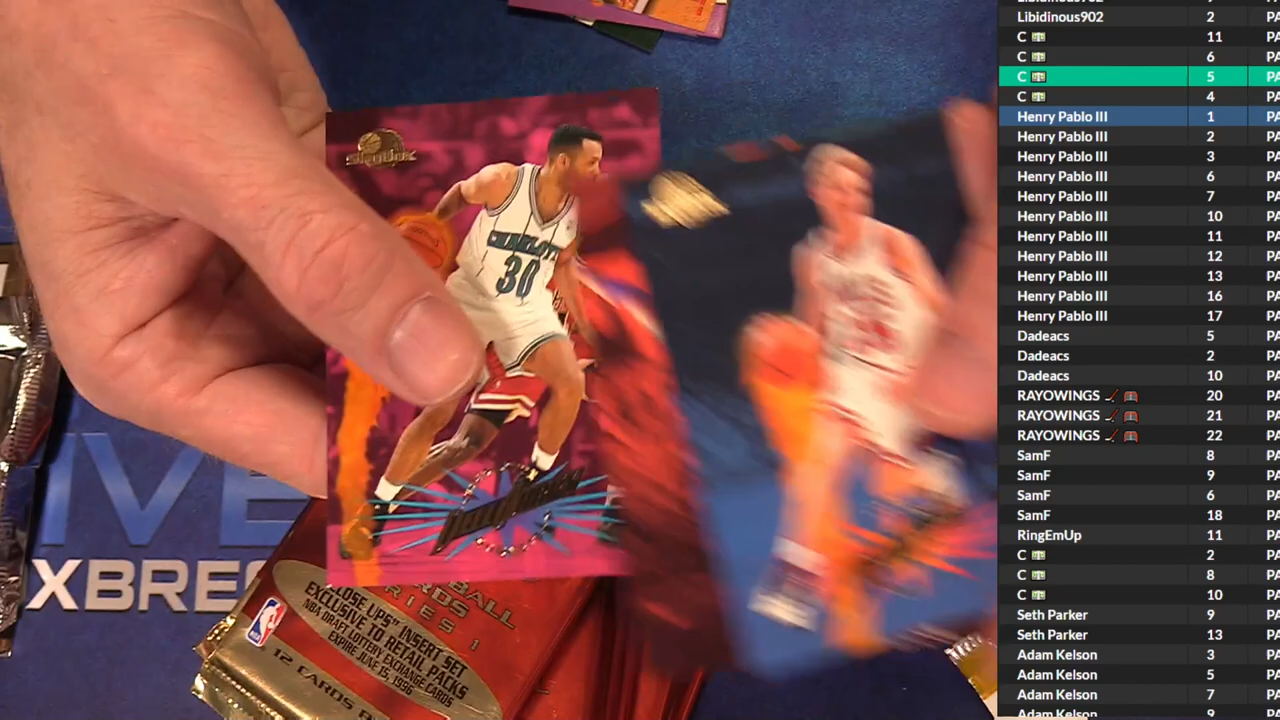 Libidinous902 2 PA
C 11 PA
C 6 PA
C 5 PA
C 4 PA
Henry Pablo III 1 PA
Henry Pablo III 2 PA
Henry Pablo III 3 PA
Henry Pablo III 6 PA
Henry Pablo III 7 PA
Henry Pablo III 10 PA
Henry Pablo III 11 PA
Henry Pablo III 12 PA
Henry Pablo III 13 PA
Henry Pablo III 16 PA
Henry Pablo III 17 PA
Dadeacs 5 PA
Dadeacs 2 PA
Dadeacs 10 PA
RAYOWINGS 20 PA
RAYOWINGS 21 PA
RAYOWINGS 22 PA
SamF 8 PA
SamF 9 PA
SamF 6 PA
SamF 18 PA
RingEmUp 11 PA
C 2 PA
C 8 PA
C 10 PA
Seth Parker 9 PA
Seth Parker 13 PA
Adam Kelson 3 PA
Adam Kelson 5 PA
Adam Kelson 7 PA
Adam Kelson 9 PA
SKYBOX
CHARLOTTE
30
IVE
XBRE
SERIES 1
"CLOSE UPS" INSERT SET
EXCLUSIVE TO RETAIL PACKS
NBA DRAFT LOTTERY EXCHANGE CARDS
EXPIRE JUNE 15, 1996
12 CARDS